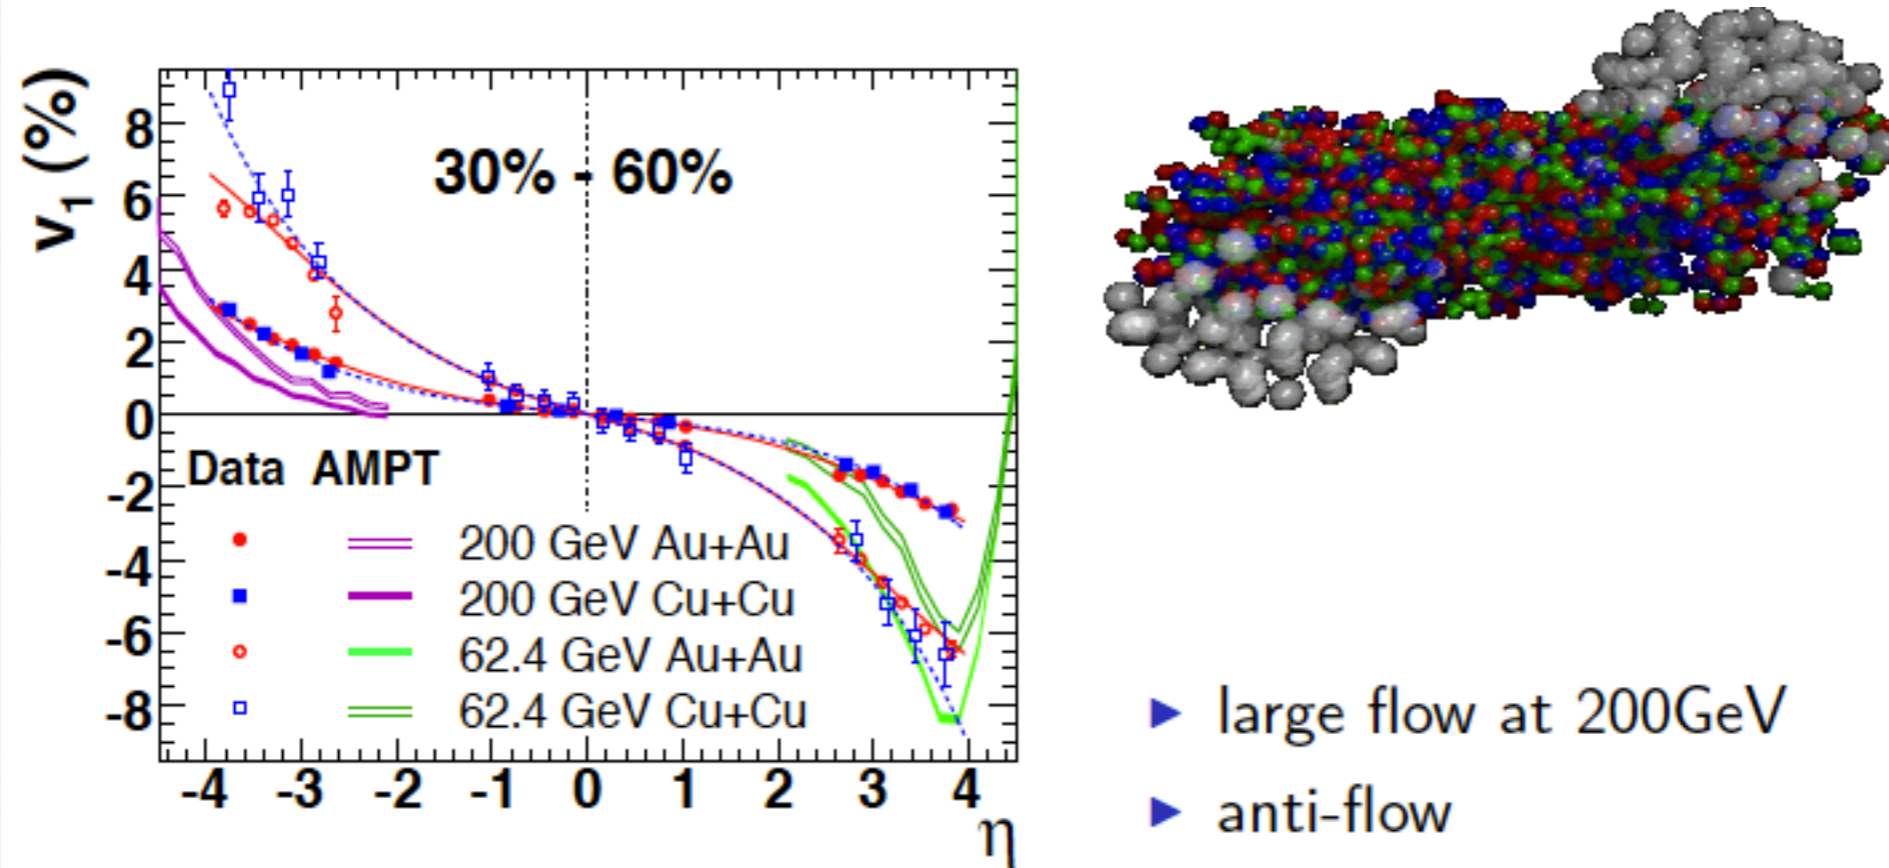 v1 (%)
8
6
4
2
0
-2
-4
-6
-8
30% - 60%
Data AMPT
200 GeV Au+Au
200 GeV Cu+Cu
62.4 GeV Au+Au
62.4 GeV Cu+Cu
-4 -3 -2 -1 0 1 2 3 4
η
▶ large flow at 200GeV
▶ anti-flow